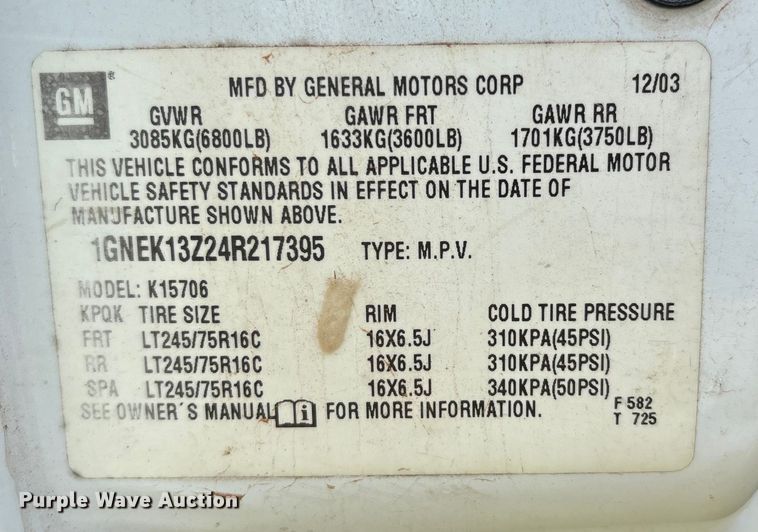 GM ®
MFD BY GENERAL MOTORS CORP 12/03
GVWR GAWR FRT GAWR RR
3085KG(6800LB) 1633KG(3600LB) 1701KG(3750LB)
THIS VEHICLE CONFORMS TO ALL APPLICABLE U.S. FEDERAL MOTOR
VEHICLE SAFETY STANDARDS IN EFFECT ON THE DATE OF
MANUFACTURE SHOWN ABOVE.
1GNEK13Z24R217395 TYPE: M.P.V.
MODEL: K15706
KPQK TIRE SIZE RIM COLD TIRE PRESSURE
FRT LT245/75R16C 16X6.5J 310KPA(45PSI)
RR LT245/75R16C 16X6.5J 310KPA(45PSI)
SPA LT245/75R16C 16X6.5J 340KPA(50PSI)
SEE OWNER'S MANUAL i FOR MORE INFORMATION.
F 582
T 725
Purple Wave Auction